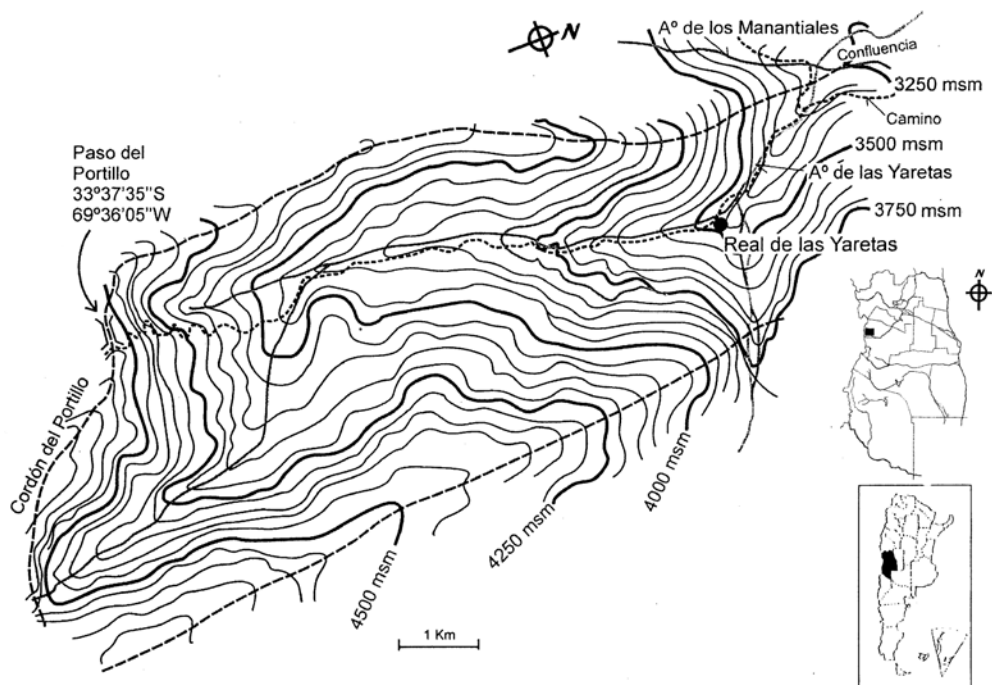 Aº de los Manantiales
Confluencia
N
3250 msm
Camino
3500 msm
Aº de las Yaretas
3750 msm
Real de las Yaretas
Paso del
Portillo
33º37'35"S
69º36'05"W
N
Cordón del Portillo
4000 msm
4250 msm
4500 msm
1 Km